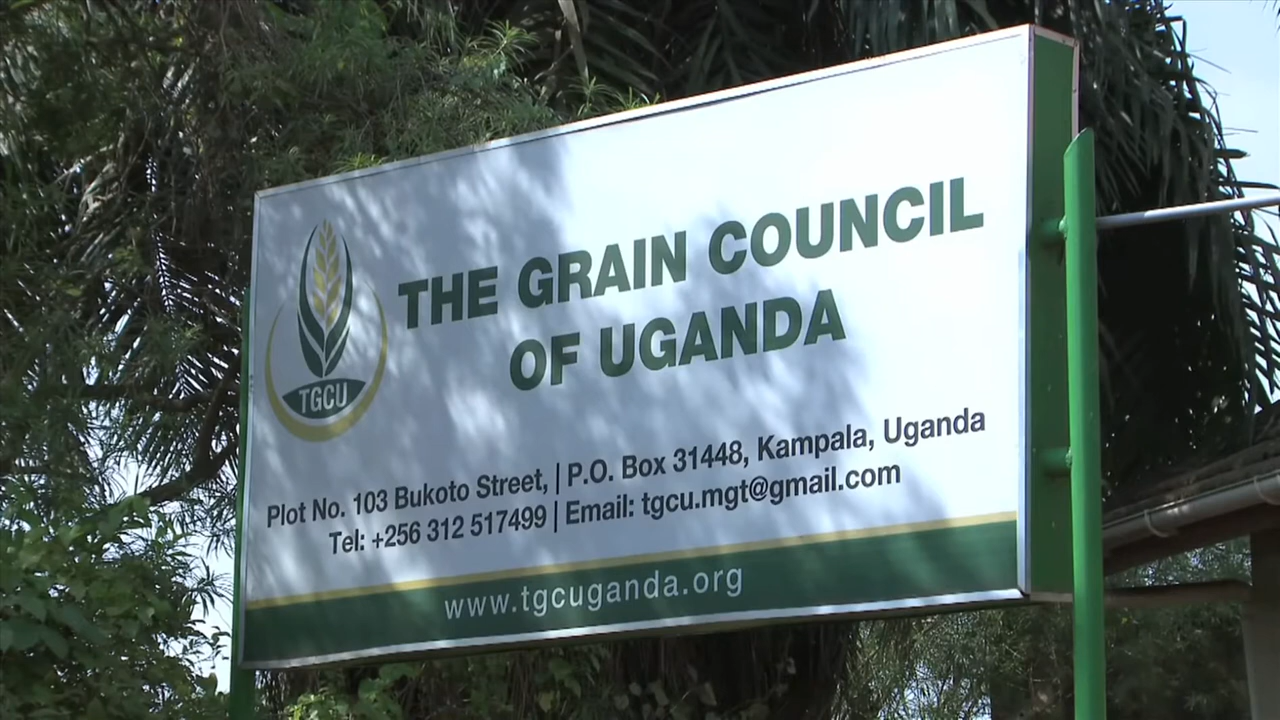 THE GRAIN COUNCIL
OF UGANDA
TGCU
Plot No. 103 Bukoto Street, | P.O. Box 31448, Kampala, Uganda
Tel: +256 312 517499 | Email: tgcu.mgt@gmail.com
www.tgcuganda.org